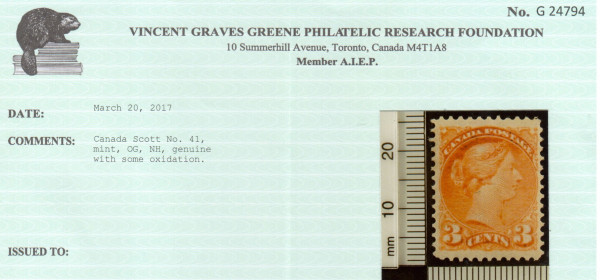 No. G 24794
VINCENT GRAVES GREENE PHILATELIC RESEARCH FOUNDATION
10 Summerhill Avenue, Toronto, Canada M4T1A8
Member A.I.E.P.
DATE: March 20, 2017
COMMENTS: Canada Scott No. 41,
mint, OG, NH, genuine
with some oxidation.
ISSUED TO:
mm 10 20
CANADA POSTAGE
3 CENTS 3